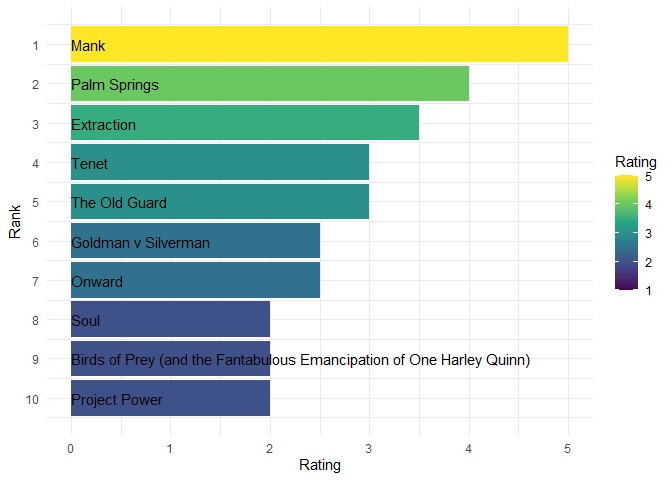 Rank
1
Mank
2
Palm Springs
3
Extraction
4
Tenet
5
The Old Guard
6
Goldman v Silverman
7
Onward
8
Soul
9
Birds of Prey (and the Fantabulous Emancipation of One Harley Quinn)
10
Project Power
0 1 2 3 4 5
Rating
Rating
5
4
3
2
1